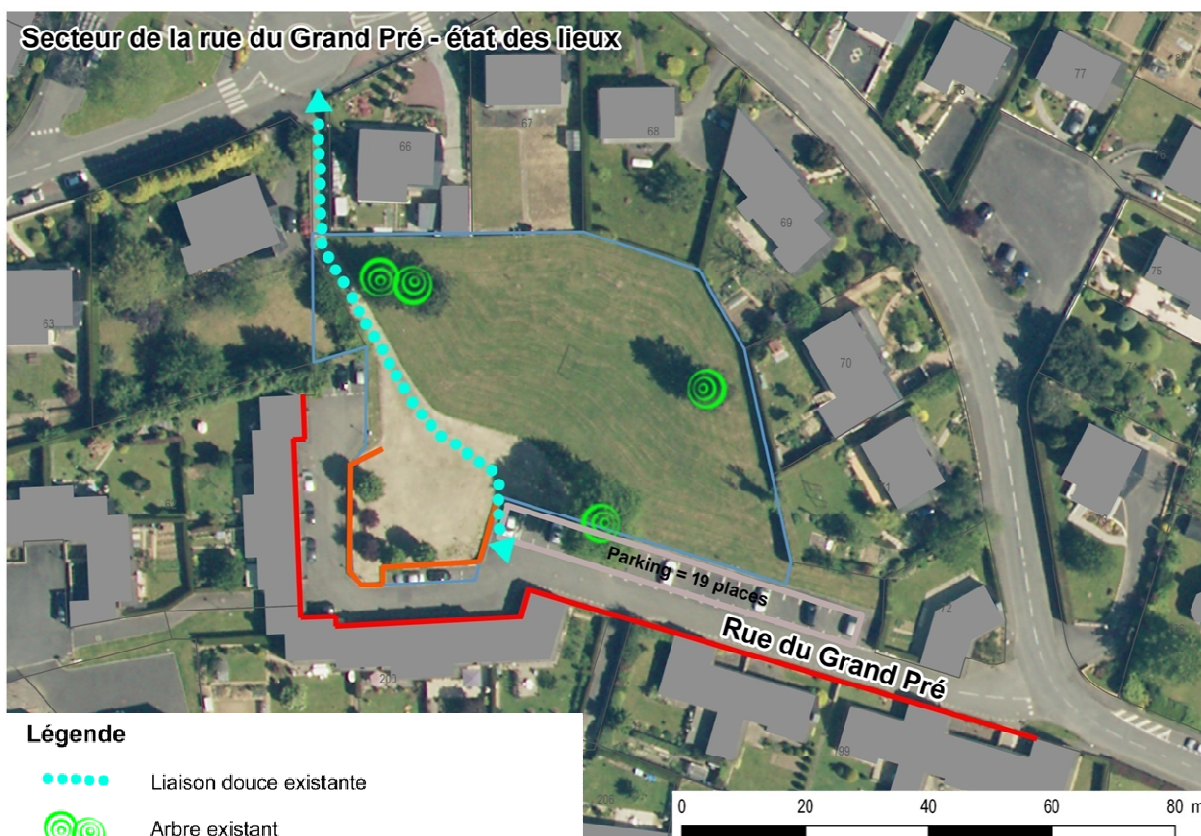 Secteur de la rue du Grand Pré - état des lieux
77
67
68
66
69
75
63
70
71
Parking = 19 places
72
Rue du Grand Pré
Légende
Liaison douce existante
Arbre existant
0 20 40 60 80 m